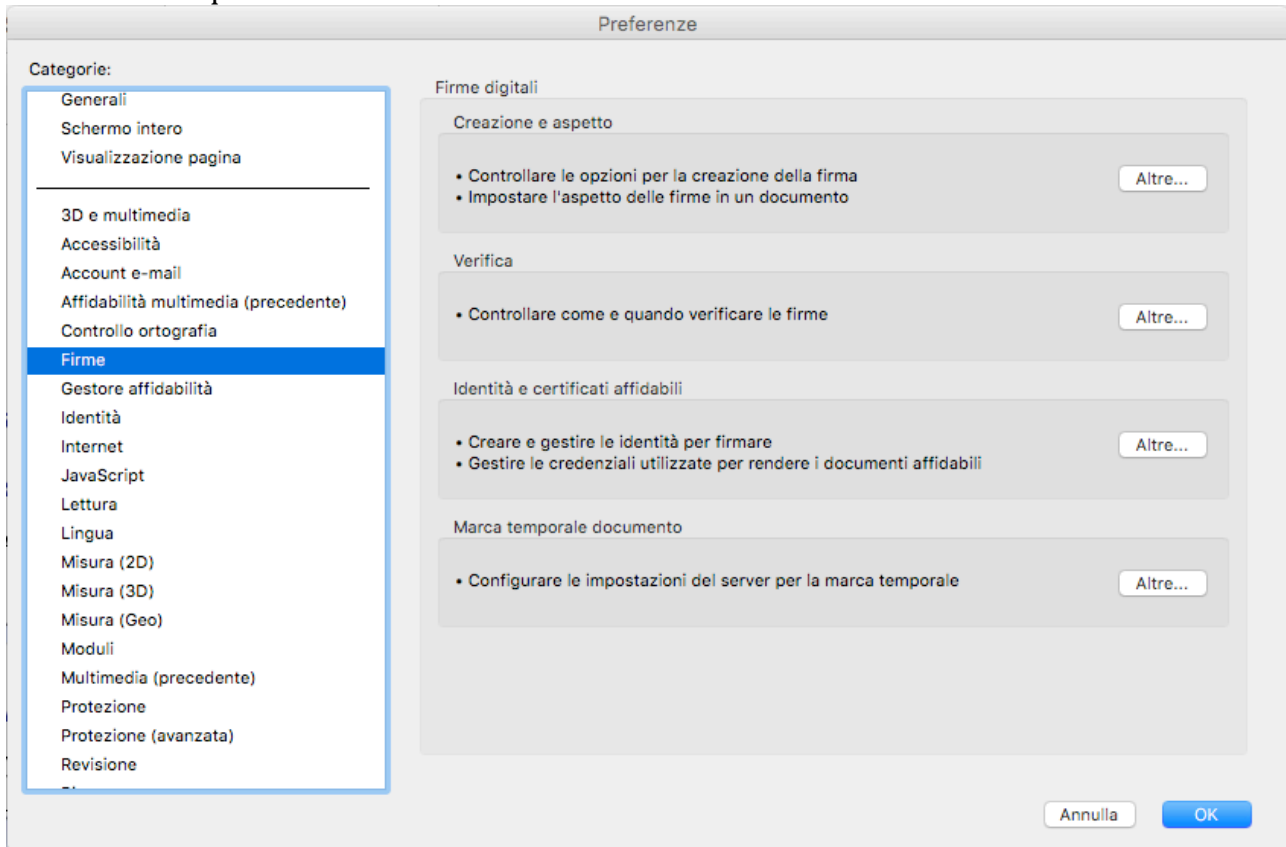 Preferenze
Categorie:
Generali
Schermo intero
Visualizzazione pagina
3D e multimedia
Accessibilità
Account e-mail
Affidabilità multimedia (precedente)
Controllo ortografia
Firme
Gestore affidabilità
Identità
Internet
JavaScript
Lettura
Lingua
Misura (2D)
Misura (3D)
Misura (Geo)
Moduli
Multimedia (precedente)
Protezione
Protezione (avanzata)
Revisione
Firme digitali
Creazione e aspetto
• Controllare le opzioni per la creazione della firma
• Impostare l'aspetto delle firme in un documento
Altre...
Verifica
• Controllare come e quando verificare le firme
Altre...
Identità e certificati affidabili
• Creare e gestire le identità per firmare
• Gestire le credenziali utilizzate per rendere i documenti affidabili
Altre...
Marca temporale documento
• Configurare le impostazioni del server per la marca temporale
Altre...
Annulla
OK